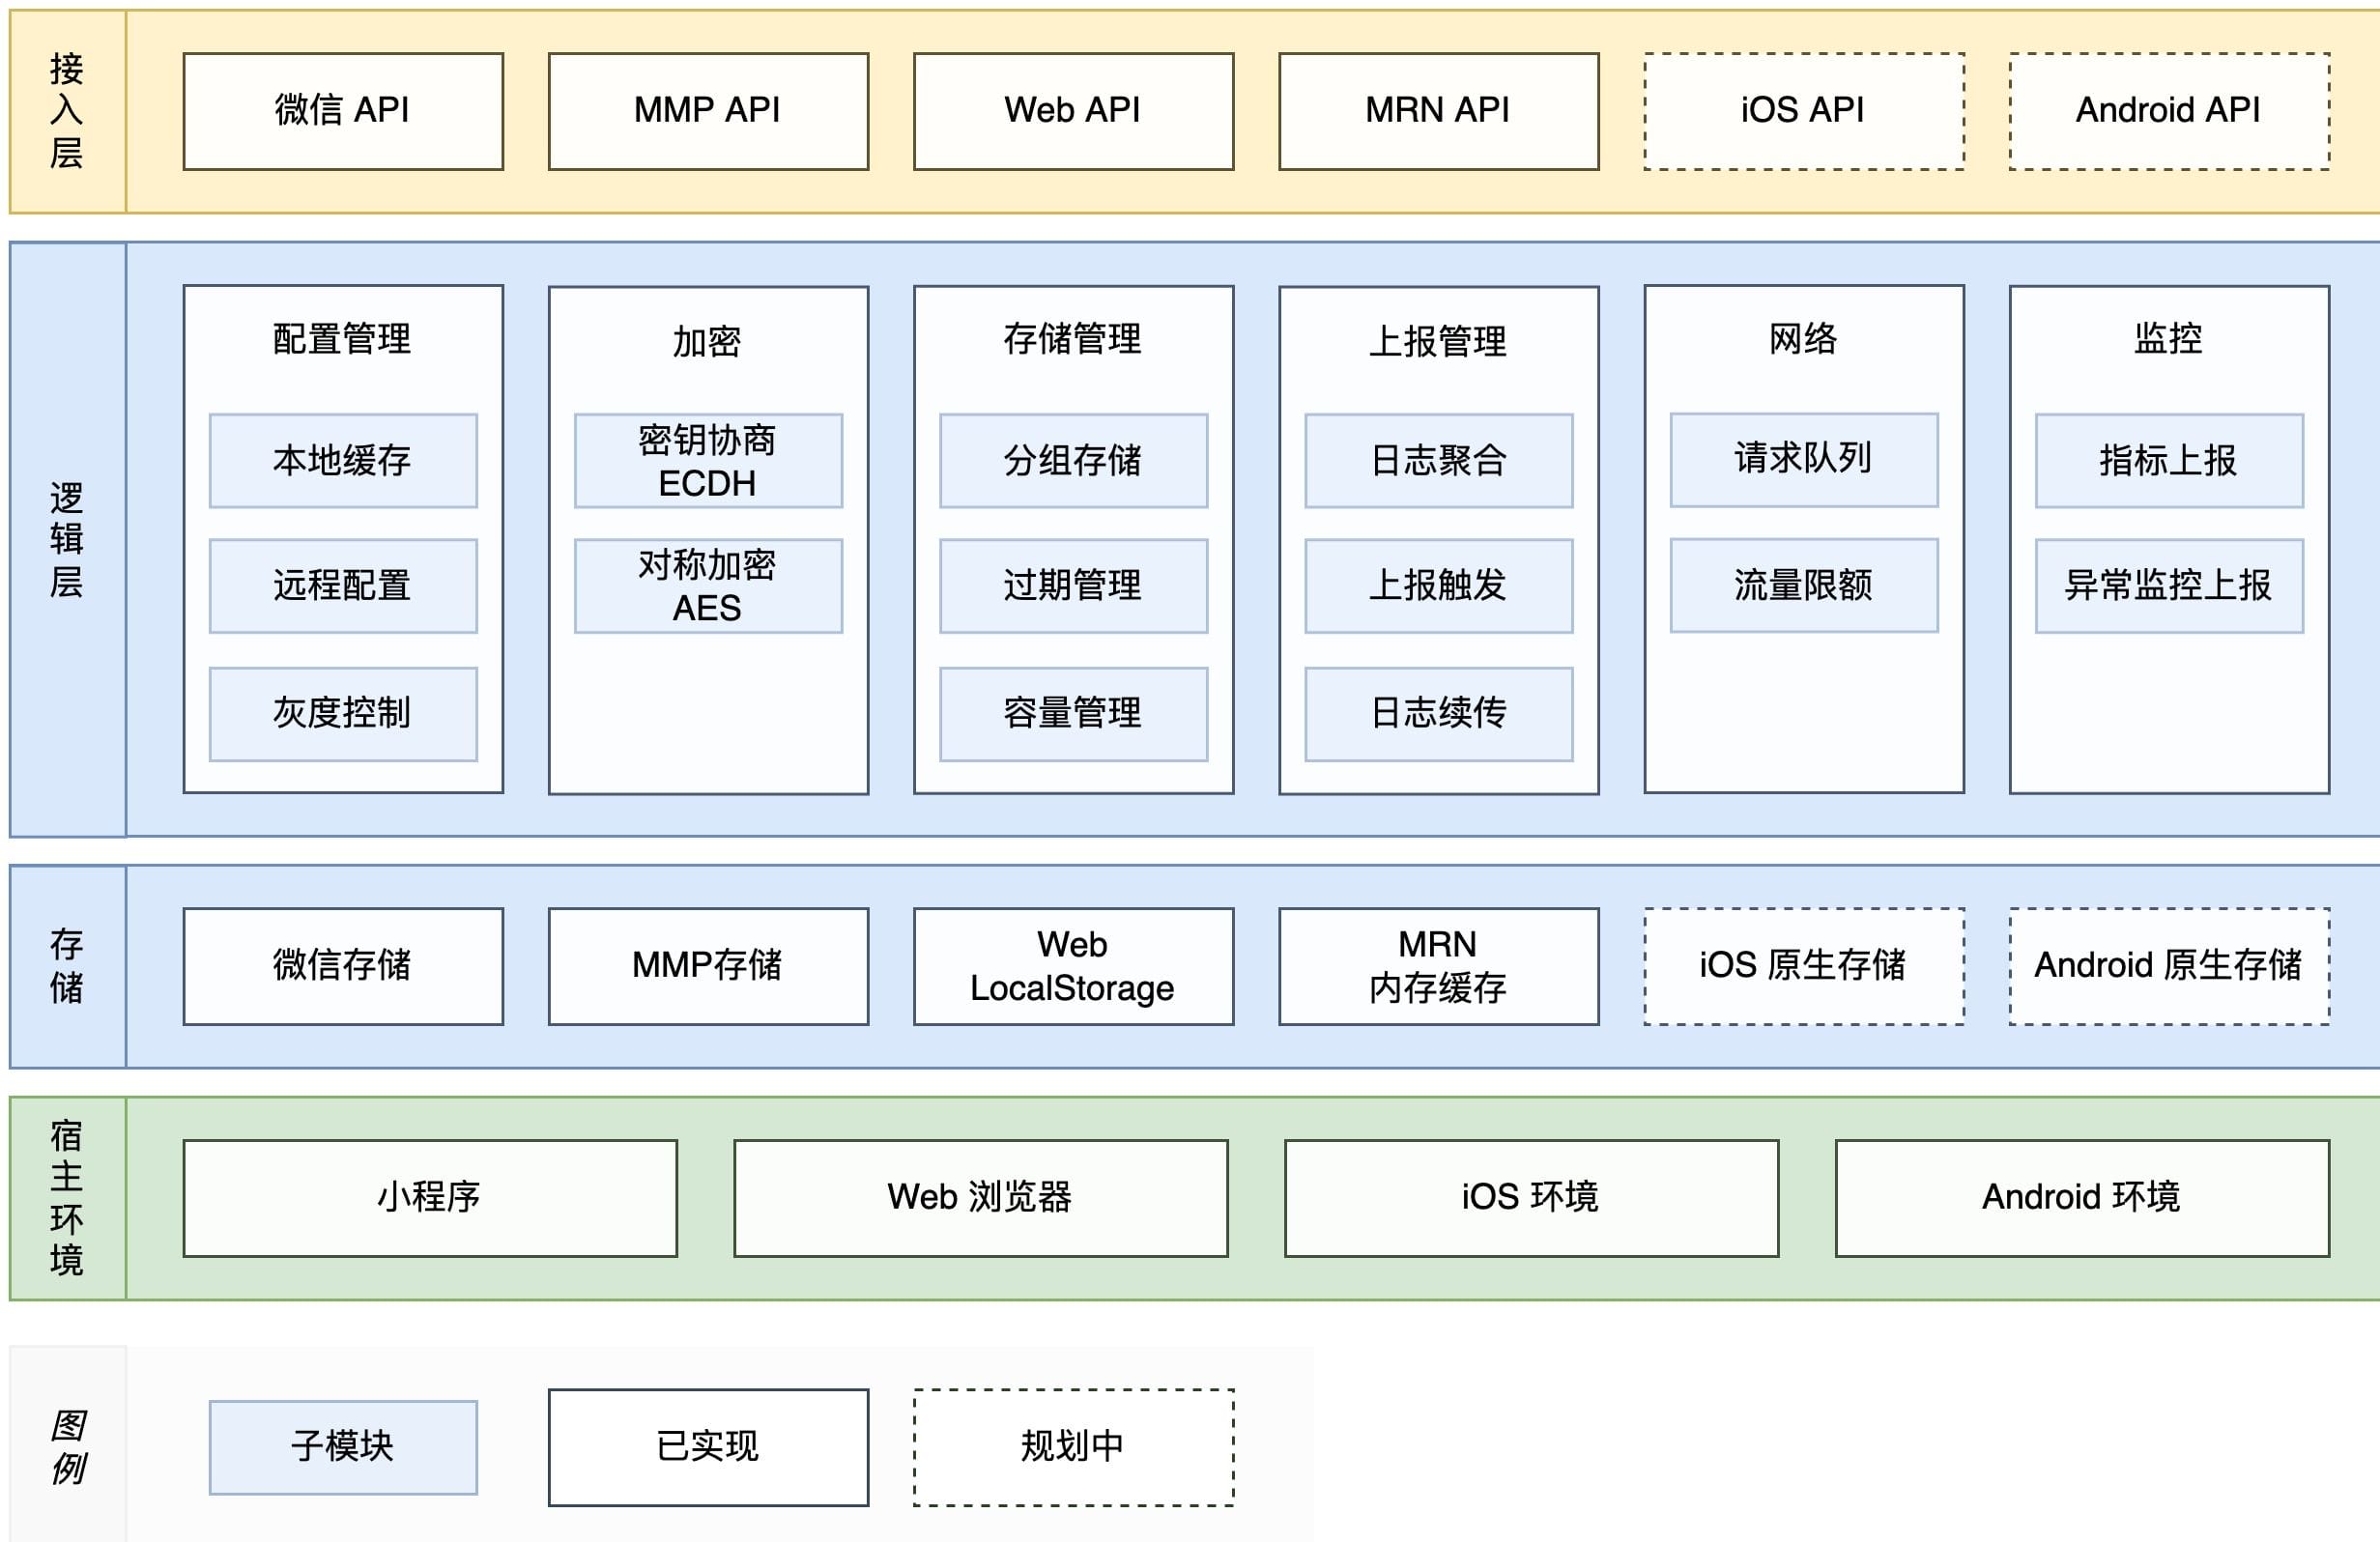 接入层
微信 API
MMP API
Web API
MRN API
iOS API
Android API
逻辑层
配置管理
本地缓存
远程配置
灰度控制
加密
密钥协商
ECDH
对称加密
AES
存储管理
分组存储
过期管理
容量管理
上报管理
日志聚合
上报触发
日志续传
网络
请求队列
流量限额
监控
指标上报
异常监控上报
存储
微信存储
MMP存储
Web
LocalStorage
MRN
内存缓存
iOS 原生存储
Android 原生存储
宿主环境
小程序
Web 浏览器
iOS 环境
Android 环境
图例
子模块
已实现
规划中